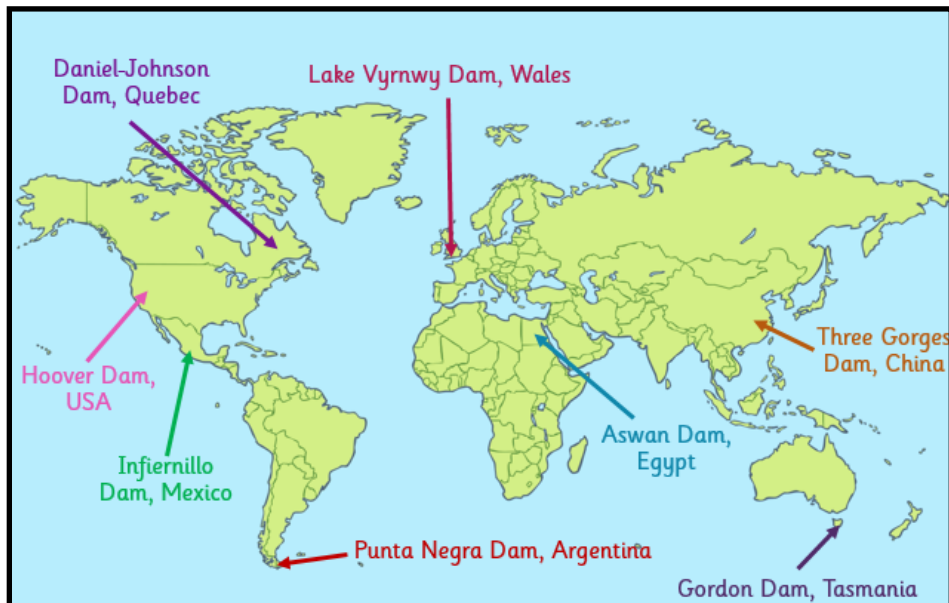 Daniel-Johnson
Dam, Quebec
Lake Vyrnwy Dam, Wales
Hoover Dam,
USA
Three Gorges
Dam, China
Aswan Dam,
Egypt
Infiernillo
Dam, Mexico
Punta Negra Dam, Argentina
Gordon Dam, Tasmania